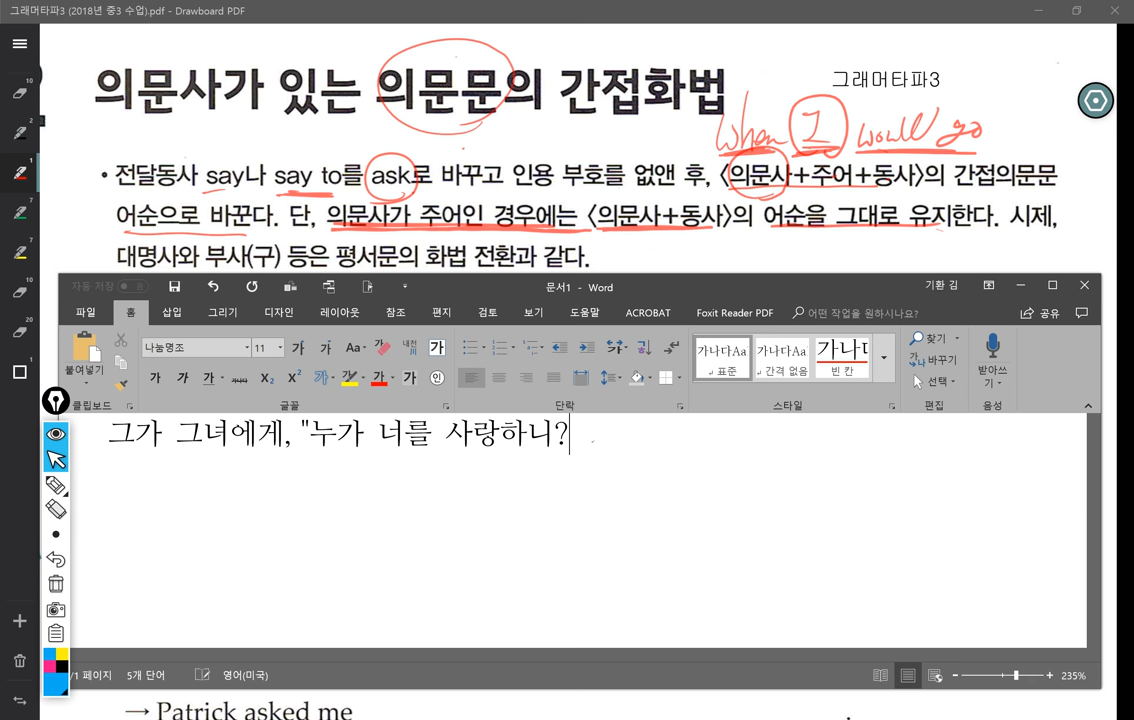 그래머타파3 (2018년 중3 수업).pdf - Drawboard PDF
의문사가 있는 의문문의 간접화법
그래머타파3
when I would go
• 전달동사 say나 say to를 ask로 바꾸고 인용 부호를 없앤 후, 〈의문사+주어+동사〉의 간접의문문
어순으로 바꾼다. 단, 의문사가 주어인 경우에는 〈의문사+동사〉의 어순을 그대로 유지한다. 시제,
대명사와 부사(구) 등은 평서문의 화법 전환과 같다.
자동 저장 문서1 - Word 기환 김
파일 홈 삽입 그리기 디자인 레이아웃 참조 편지 검토 보기 도움말 ACROBAT Foxit Reader PDF 어떤 작업을 원하시나요? 공유
붙여넣기 나눔명조 11 가나다AaI 가나다AaI 가나ㄷ 찾기 바꾸기 선택 받아쓰기
↲ 표준 ↲ 간격 없음 빈 칸
클립보드 글꼴 단락 스타일 편집 음성
그가 그녀에게, "누가 너를 사랑하니?
/1 페이지 5개 단어 영어(미국) 235%
→ Patrick asked me